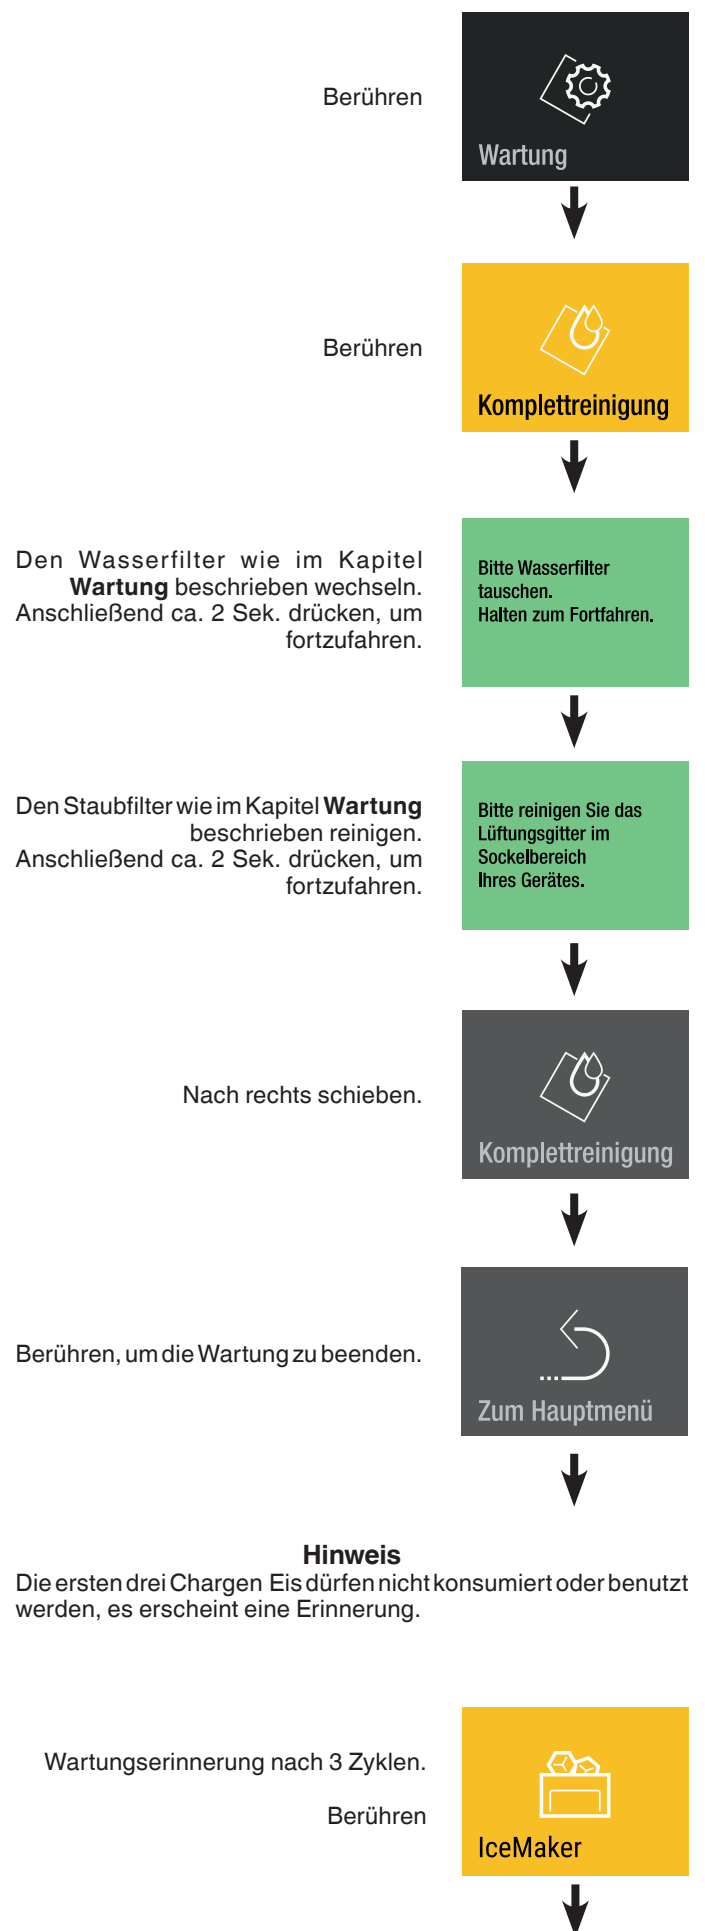 Berühren
Wartung
Berühren
Komplettreinigung
Den Wasserfilter wie im Kapitel
Wartung beschrieben wechseln.
Anschließend ca. 2 Sek. drücken, um
fortzufahren.
Bitte Wasserfilter
tauschen.
Halten zum Fortfahren.
Den Staubfilter wie im Kapitel Wartung
beschrieben reinigen.
Anschließend ca. 2 Sek. drücken, um
fortzufahren.
Bitte reinigen Sie das
Lüftungsgitter im
Sockelbereich
Ihres Gerätes.
Nach rechts schieben.
Komplettreinigung
Berühren, um die Wartung zu beenden.
Zum Hauptmenü
Hinweis
Die ersten drei Chargen Eis dürfen nicht konsumiert oder benutzt
werden, es erscheint eine Erinnerung.
Wartungserinnerung nach 3 Zyklen.
Berühren
IceMaker